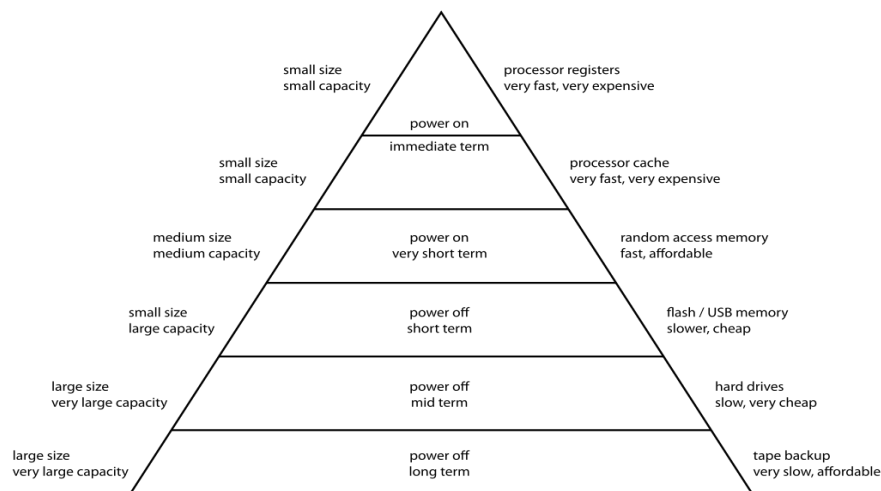 small size
small capacity
processor registers
very fast, very expensive
power on
immediate term
small size
small capacity
processor cache
very fast, very expensive
medium size
medium capacity
power on
very short term
random access memory
fast, affordable
small size
large capacity
power off
short term
flash / USB memory
slower, cheap
large size
very large capacity
power off
mid term
hard drives
slow, very cheap
large size
very large capacity
power off
long term
tape backup
very slow, affordable